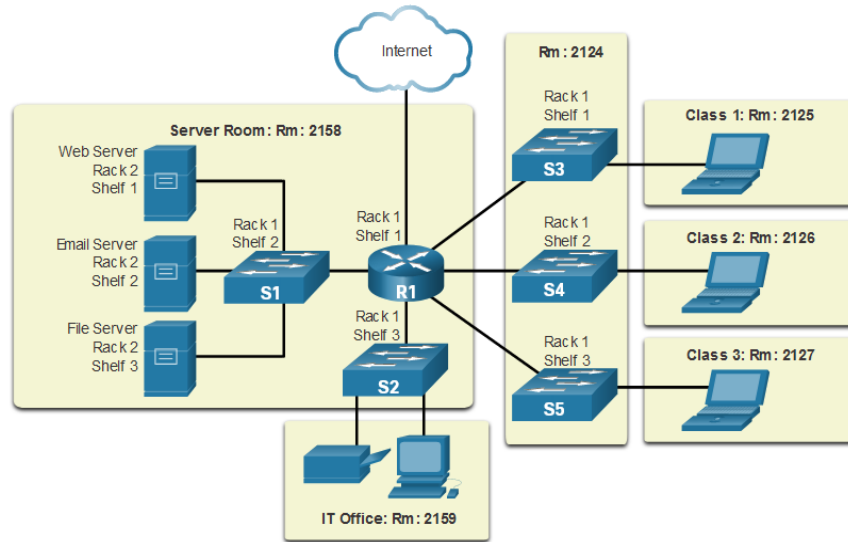 Internet
Rm: 2124
Rack 1
Shelf 1
S3
Class 1: Rm: 2125
Server Room: Rm: 2158
Web Server
Rack 2
Shelf 1
Rack 1
Shelf 2
S1
Rack 1
Shelf 1
R1
Rack 1
Shelf 2
S4
Class 2: Rm: 2126
Email Server
Rack 2
Shelf 2
File Server
Rack 2
Shelf 3
Rack 1
Shelf 3
S2
Rack 1
Shelf 3
S5
Class 3: Rm: 2127
IT Office: Rm: 2159